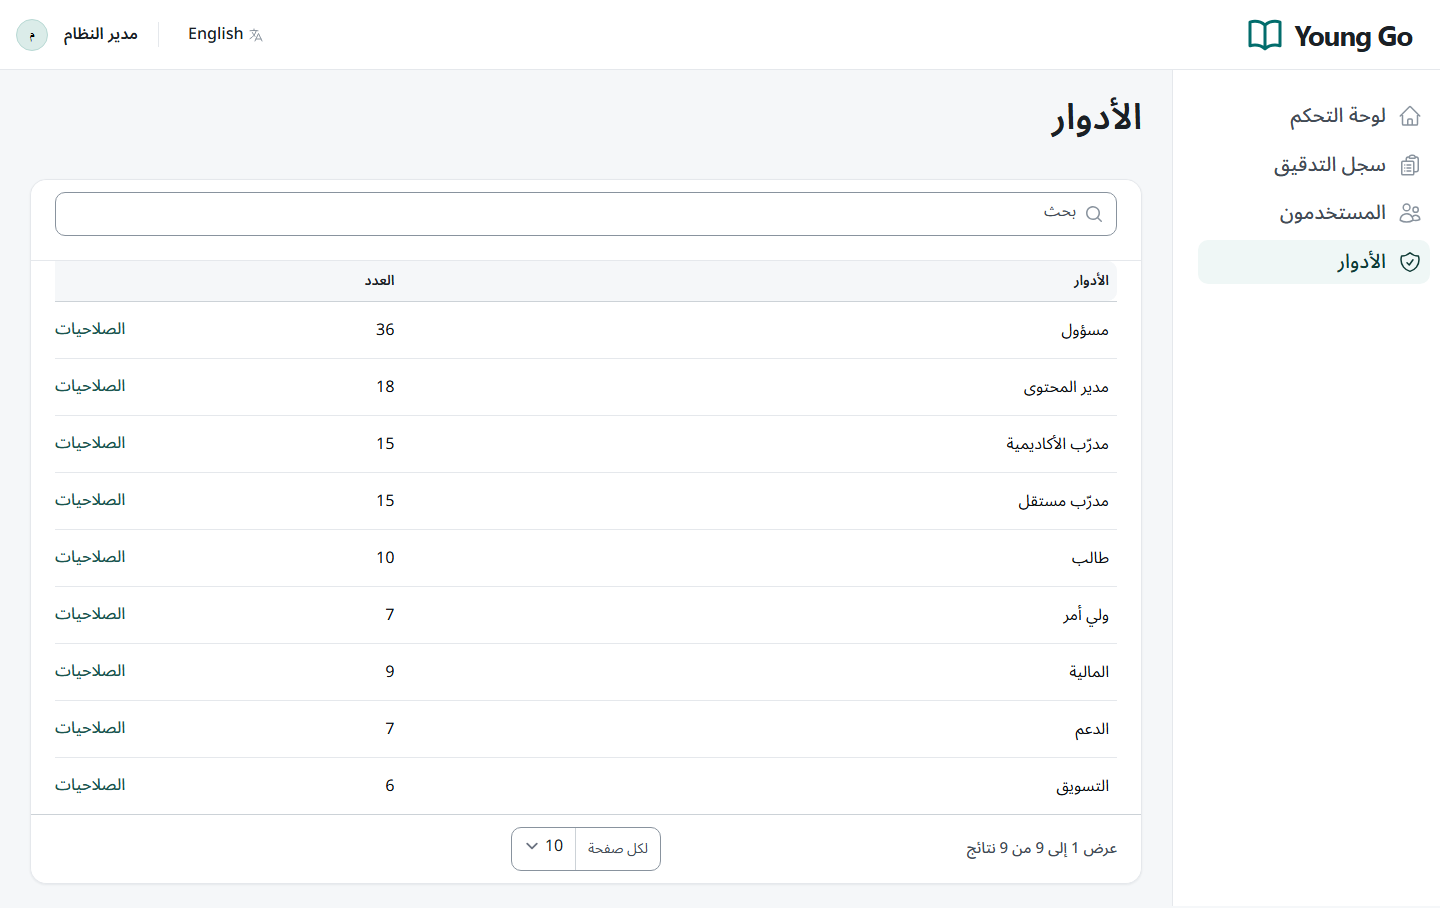 Young Go
English
مدير النظام
م
لوحة التحكم
سجل التدقيق
المستخدمون
الأدوار
الأدوار
بحث
الأدوار العدد
مسؤول 36 الصلاحيات
مدير المحتوى 18 الصلاحيات
مدرّب الأكاديمية 15 الصلاحيات
مدرّب مستقل 15 الصلاحيات
طالب 10 الصلاحيات
ولي أمر 7 الصلاحيات
المالية 9 الصلاحيات
الدعم 7 الصلاحيات
التسويق 6 الصلاحيات
عرض 1 إلى 9 من 9 نتائج
لكل صفحة 10